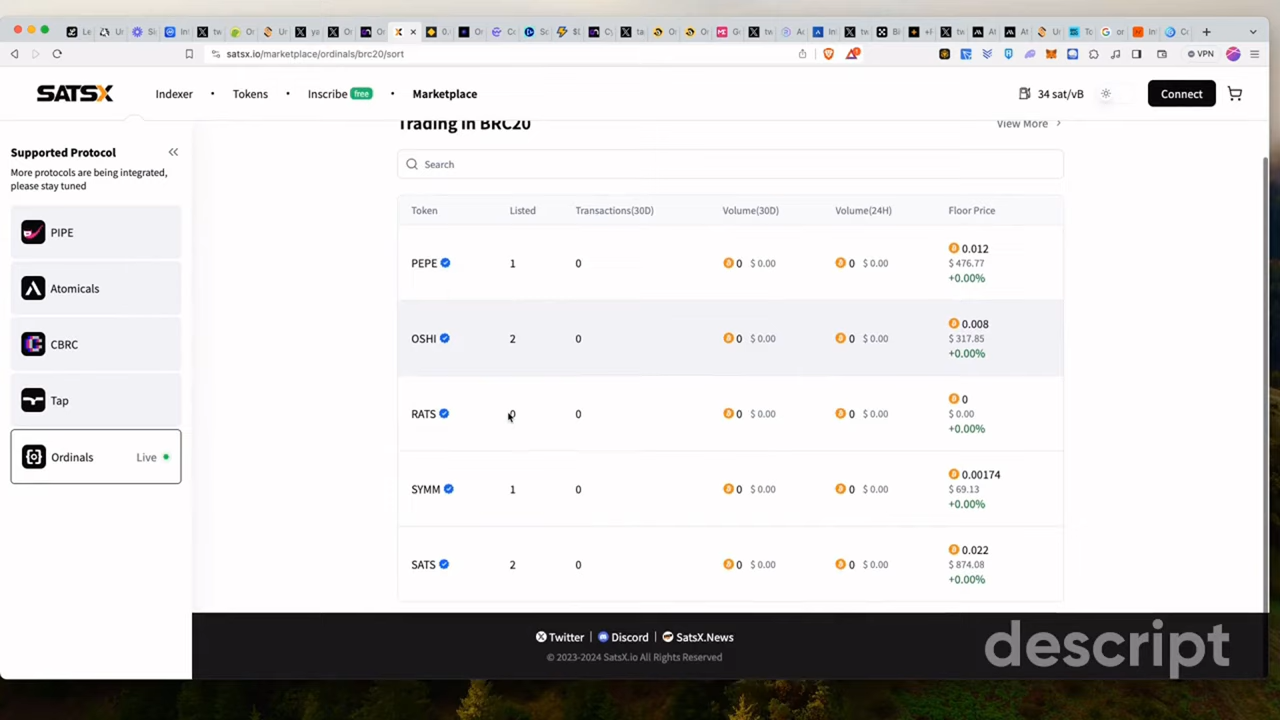 satsx.io/marketplace/ordinals/brc20/sort
VPN
SATSX
Indexer
Tokens
Inscribe free
Marketplace
34 sat/vB
Connect
Supported Protocol
More protocols are being integrated,
please stay tuned
PIPE
Atomicals
CBRC
Tap
Ordinals Live
Trading in BRC20
View More
Search
Token Listed Transactions(30D) Volume(30D) Volume(24H) Floor Price
PEPE 1 0 0 $ 0.00 0 $ 0.00 0.012
$ 476.77
+0.00%
OSHI 2 0 0 $ 0.00 0 $ 0.00 0.008
$ 317.85
+0.00%
RATS 0 0 0 $ 0.00 0 $ 0.00 0
$ 0.00
+0.00%
SYMM 1 0 0 $ 0.00 0 $ 0.00 0.00174
$ 69.13
+0.00%
SATS 2 0 0 $ 0.00 0 $ 0.00 0.022
$ 874.08
+0.00%
Twitter | Discord | SatsX.News
© 2023-2024 SatsX.io All Rights Reserved
descript